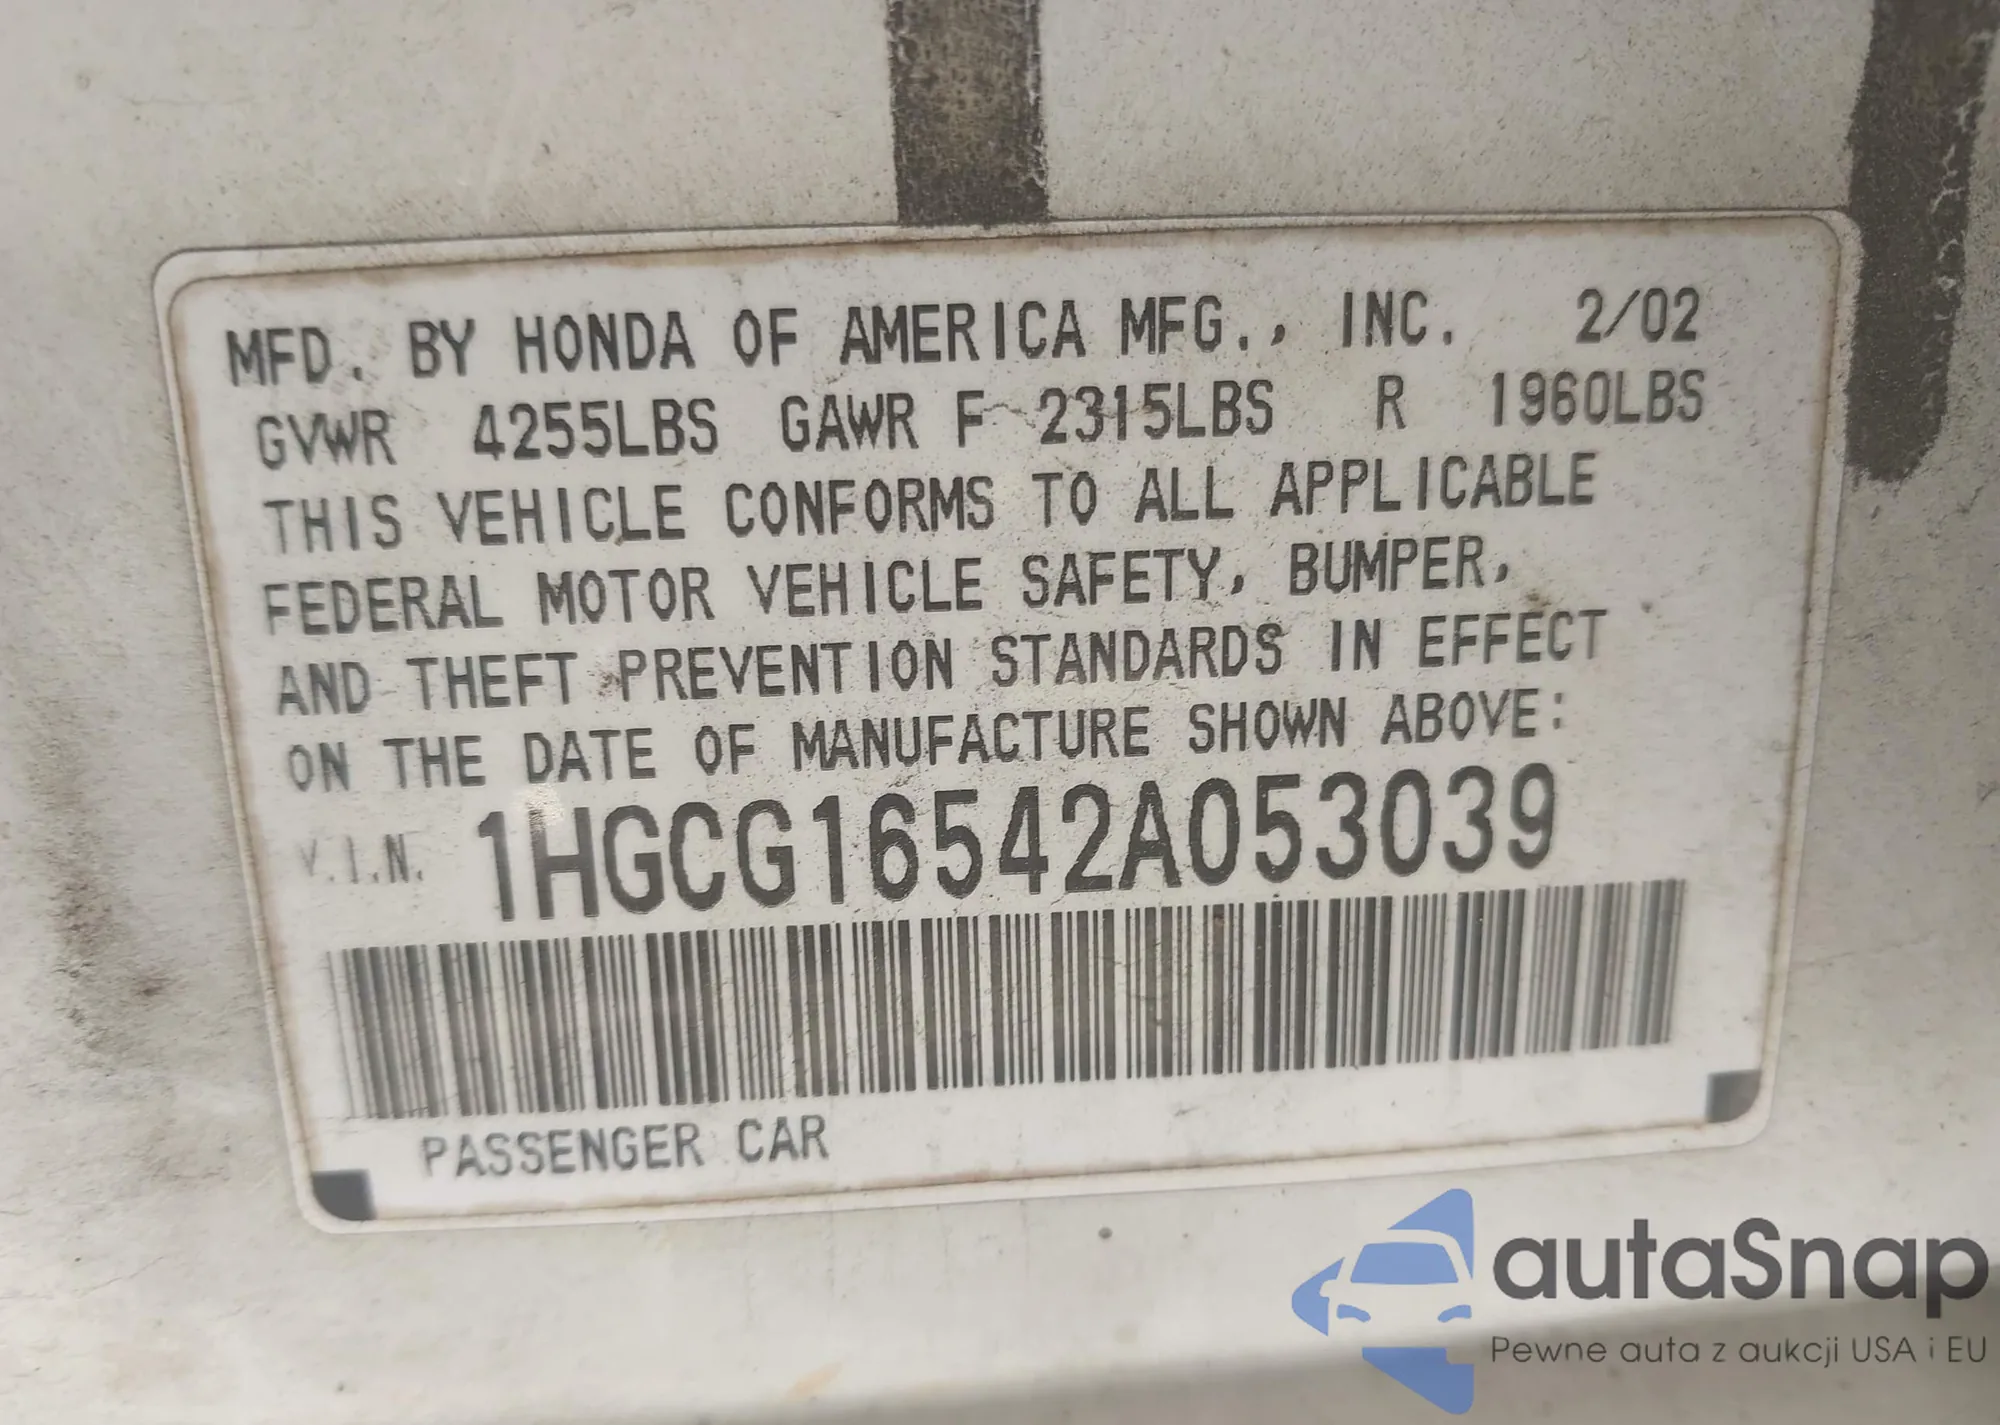 MFD. BY HONDA OF AMERICA MFG., INC. 2/02
GVWR 4255LBS GAWR F 2315LBS R 1960LBS
THIS VEHICLE CONFORMS TO ALL APPLICABLE
FEDERAL MOTOR VEHICLE SAFETY, BUMPER,
AND THEFT PREVENTION STANDARDS IN EFFECT
ON THE DATE OF MANUFACTURE SHOWN ABOVE:
V.I.N. 1HGCG16542A053039
PASSENGER CAR
autaSnap
Pewne auta z aukcji USA i EU